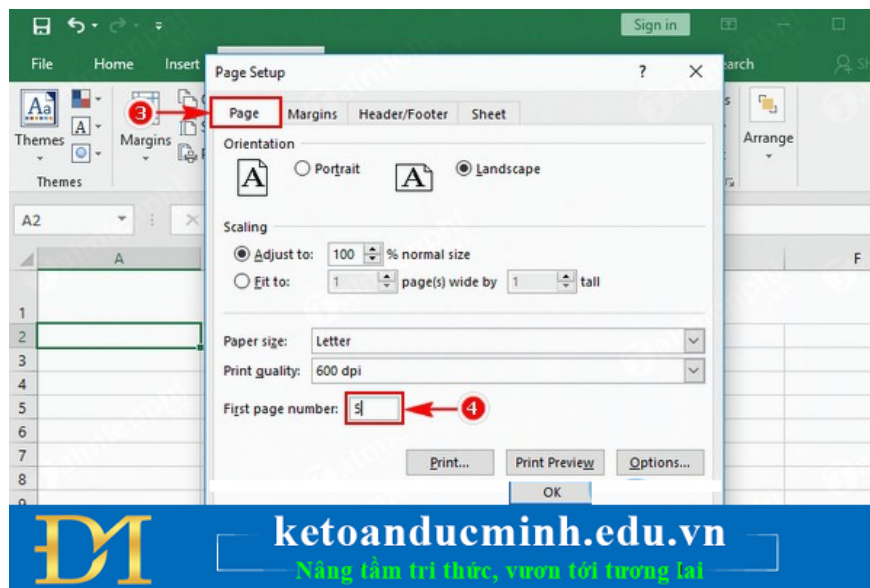 Sign in
File Home Insert
Page Setup ? ×
Page Margins Header/Footer Sheet
Themes
Margins
Arrange
Themes
Aa
A
3
Orientation
A Portrait A Landscape
A2
Scaling
Adjust to: 100 % normal size
Fit to: 1 page(s) wide by 1 tall
A
F
1
2
3
4
5
6
7
8
Paper size: Letter
Print quality: 600 dpi
First page number: 5
4
Print... Print Preview Options...
OK
ĐM
ketoanducminh.edu.vn
Nâng tầm tri thức, vươn tới tương lai